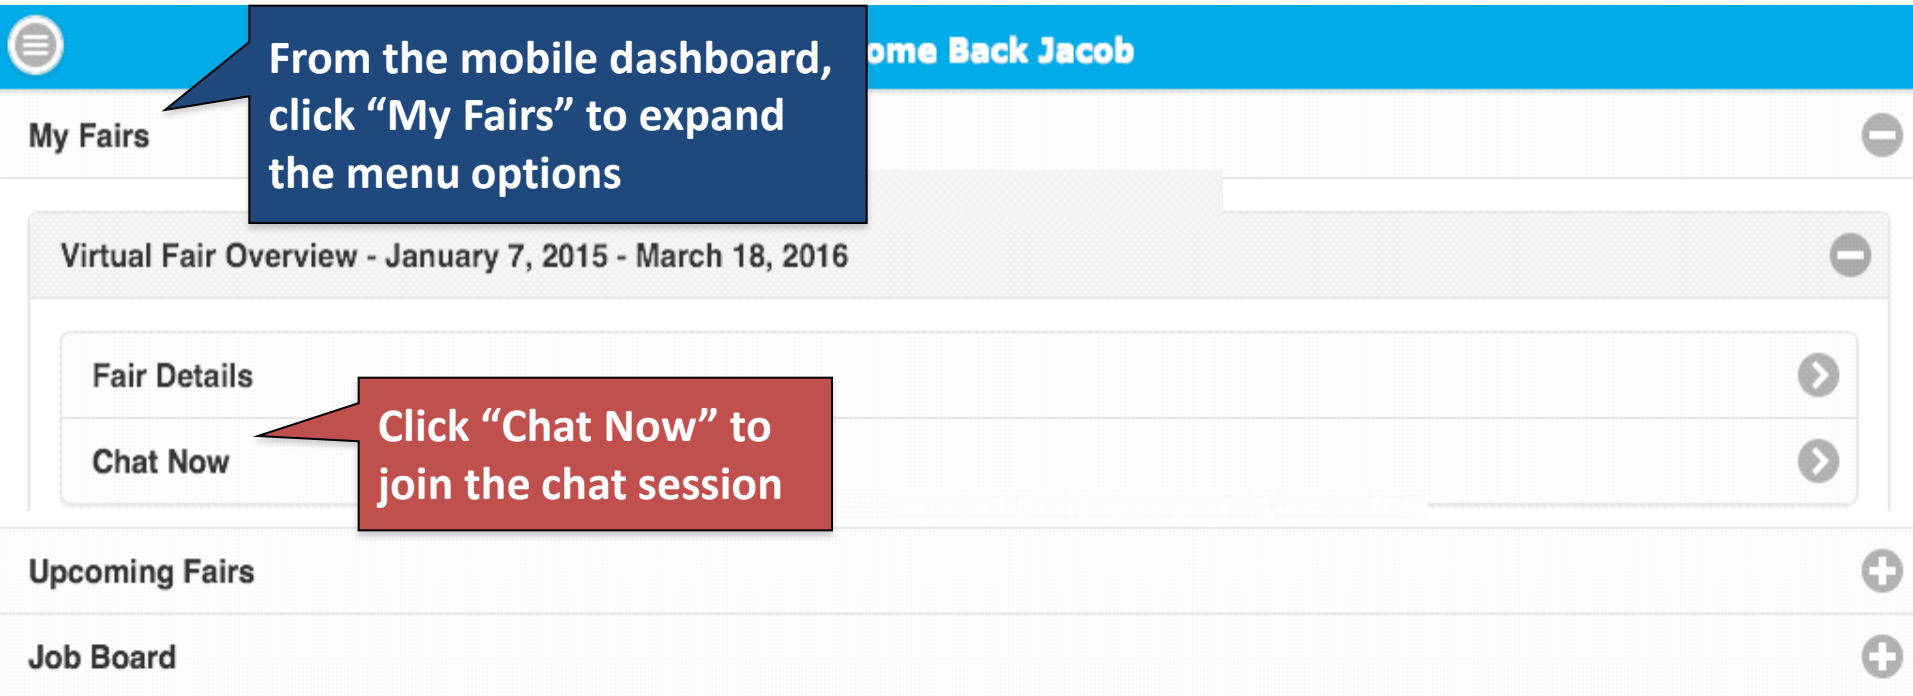 From the mobile dashboard,
click “My Fairs” to expand
the menu options
Back Jacob
My Fairs
Virtual Fair Overview - January 7, 2015 - March 18, 2016
Fair Details
Click “Chat Now” to
join the chat session
Chat Now
Upcoming Fairs
Job Board